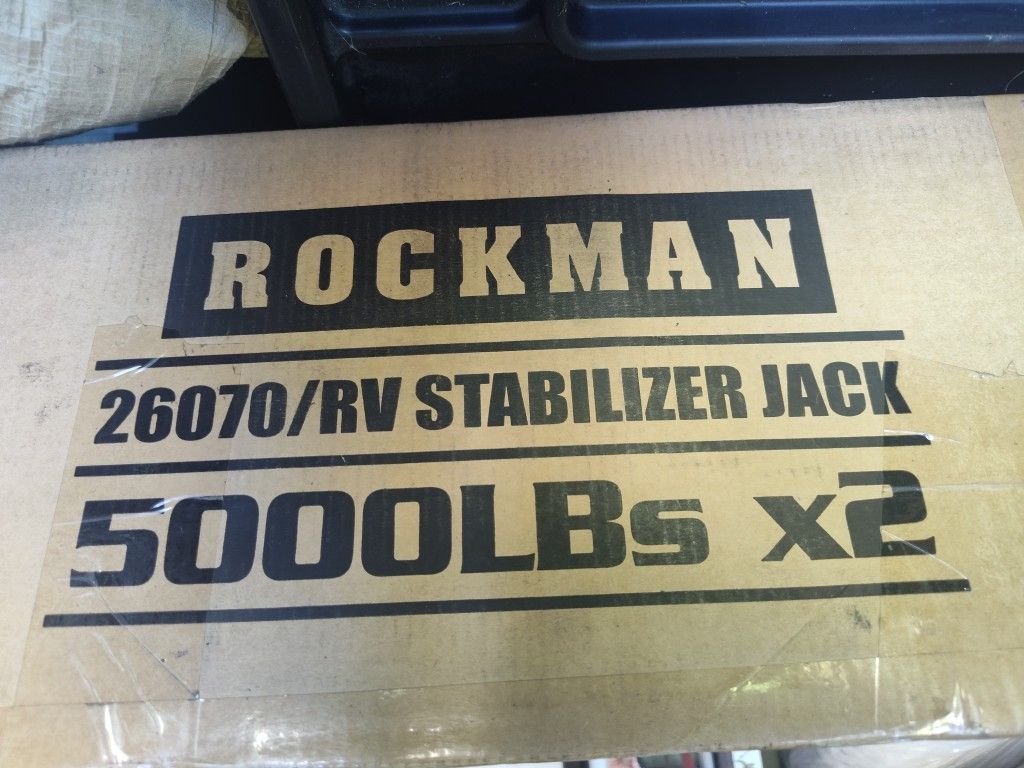 ROCKMAN
26070/RV STABILIZER JACK
5000LBs x2